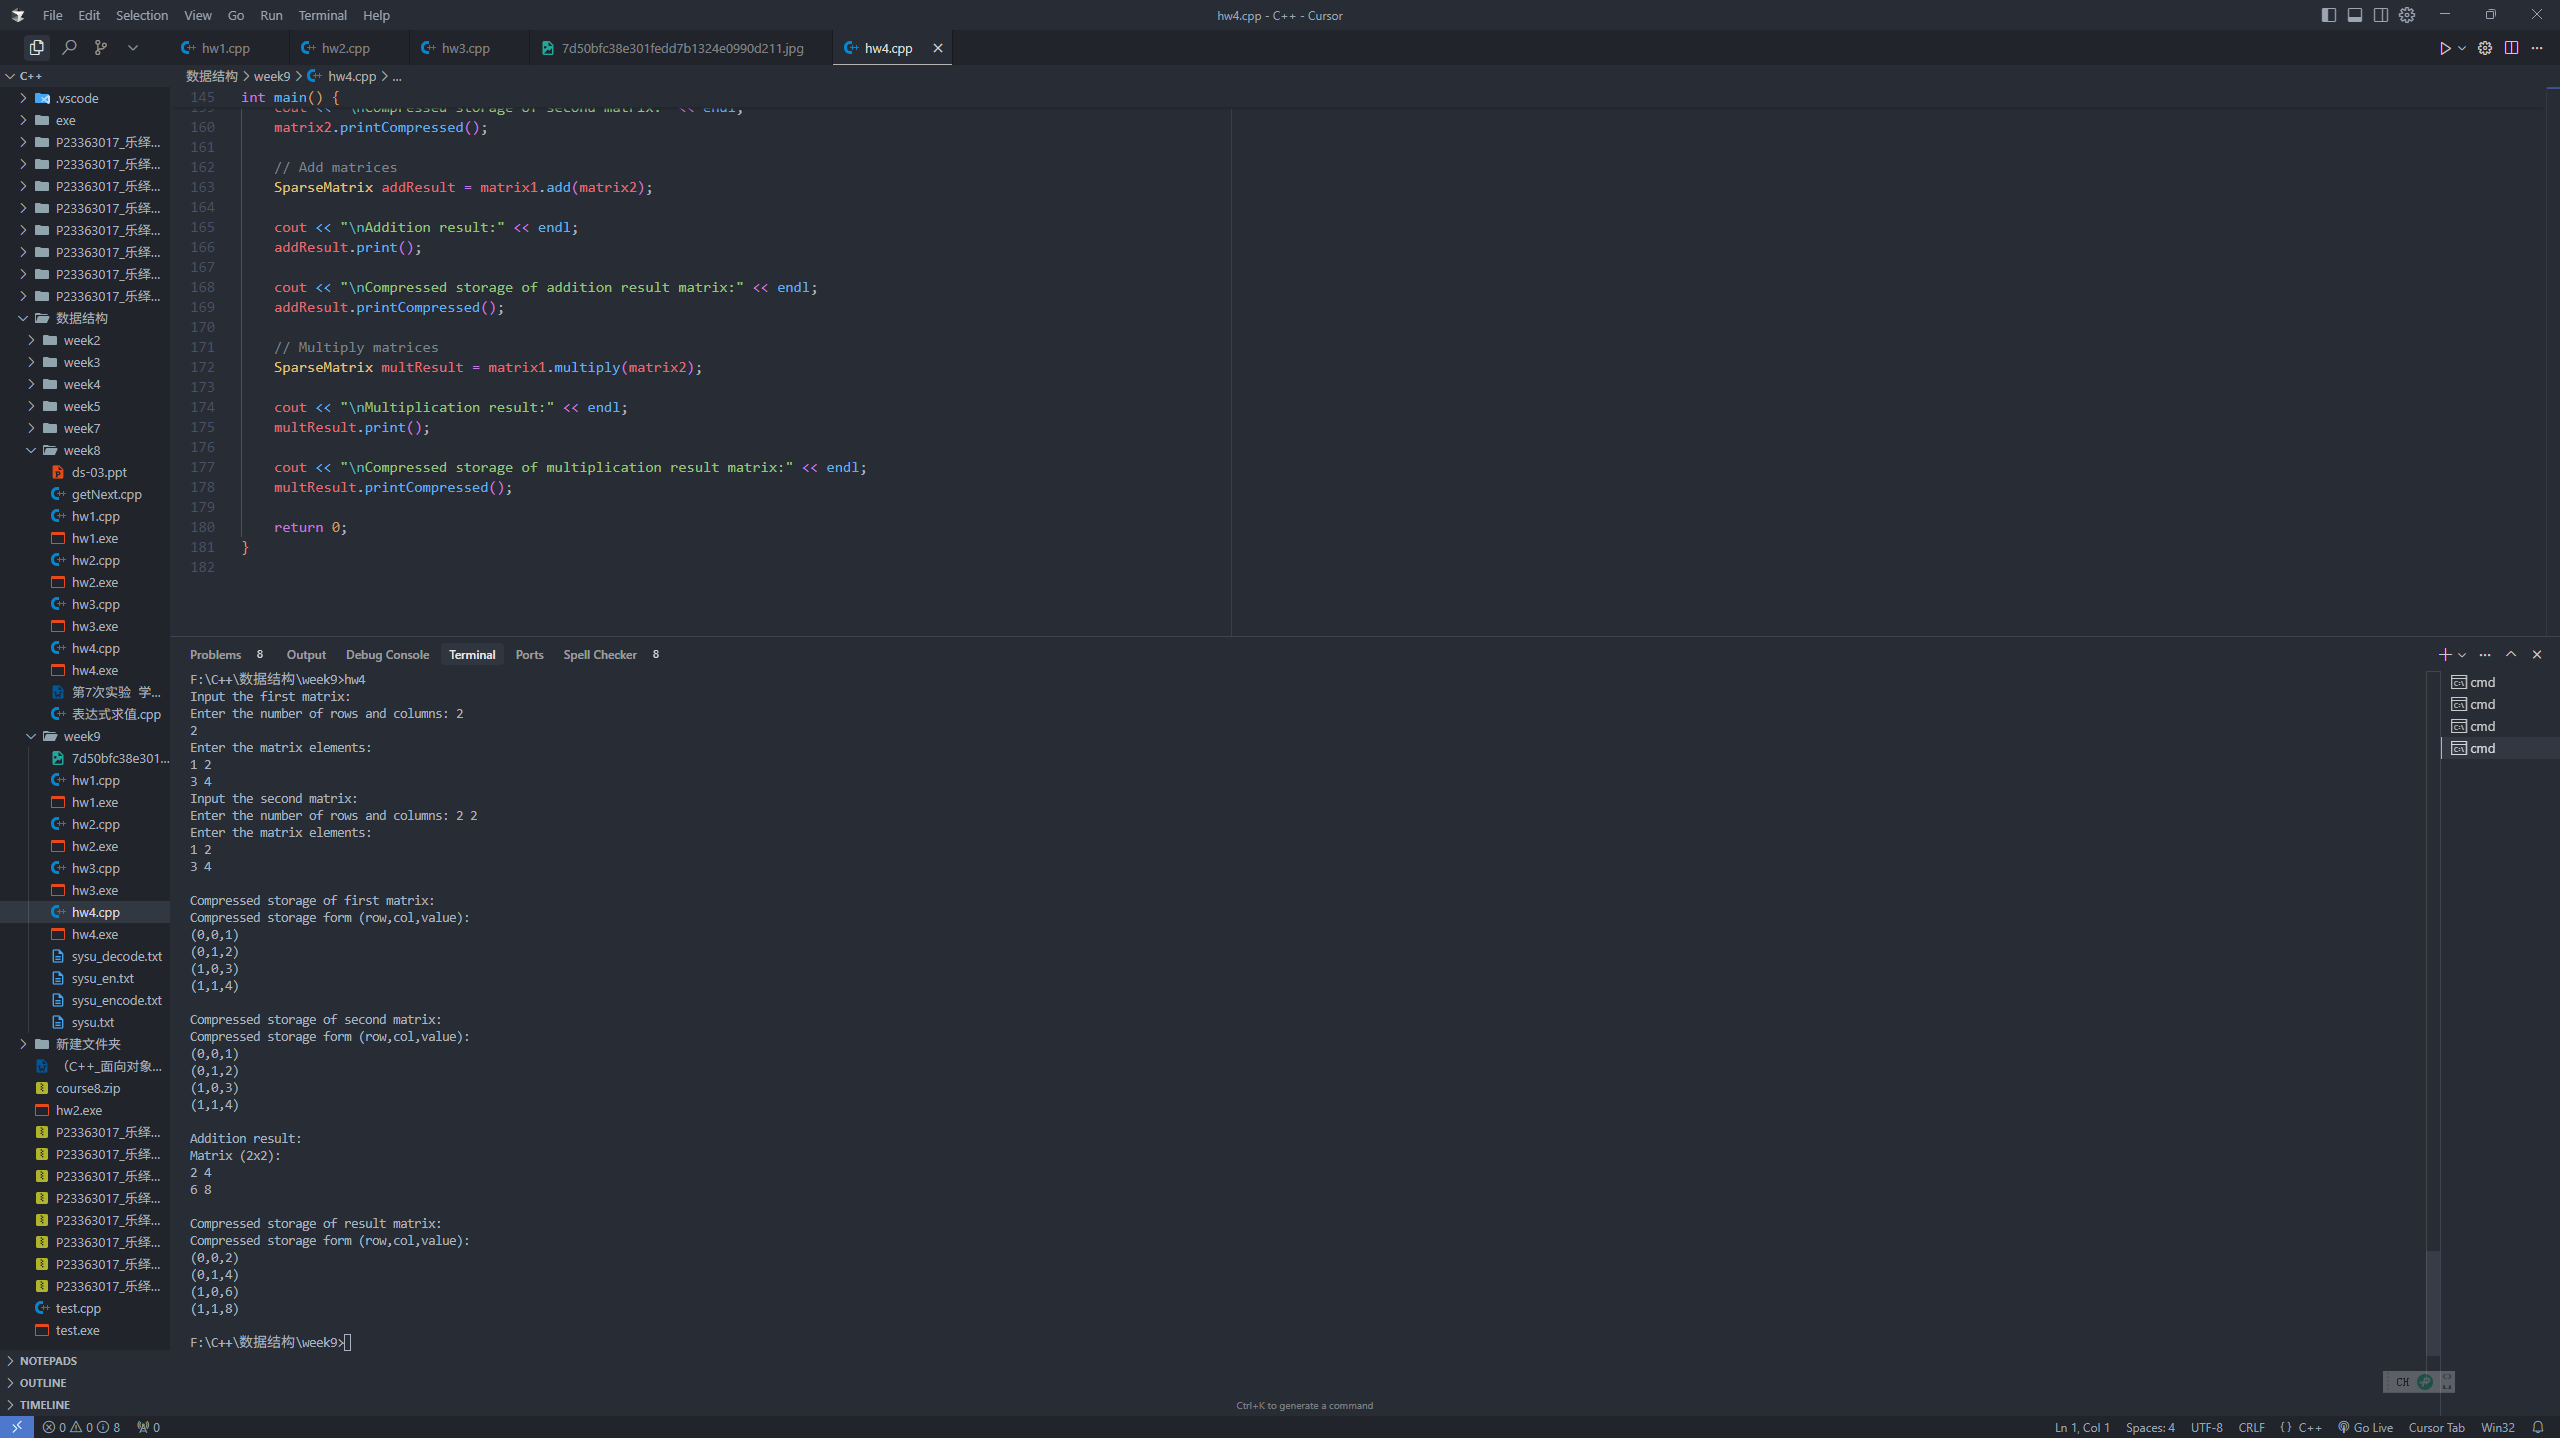 File Edit Selection View Go Run Terminal Help
hw4.cpp - C++ - Cursor
hw1.cpp
hw2.cpp
hw3.cpp
7d50bfc38e301fedd7b1324e0990d211.jpg
hw4.cpp
C++
.vscode
exe
P23363017_乐绎...
P23363017_乐绎...
P23363017_乐绎...
P23363017_乐绎...
P23363017_乐绎...
P23363017_乐绎...
P23363017_乐绎...
P23363017_乐绎...
数据结构
week2
week3
week4
week5
week7
week8
ds-03.ppt
getNext.cpp
hw1.cpp
hw1.exe
hw2.cpp
hw2.exe
hw3.cpp
hw3.exe
hw4.cpp
hw4.exe
第7次实验 学...
表达式求值.cpp
week9
7d50bfc38e301...
hw1.cpp
hw1.exe
hw2.cpp
hw2.exe
hw3.cpp
hw3.exe
hw4.cpp
hw4.exe
sysu_decode.txt
sysu_en.txt
sysu_encode.txt
sysu.txt
新建文件夹
（C++_面向对象...
course8.zip
hw2.exe
P23363017_乐绎...
P23363017_乐绎...
P23363017_乐绎...
P23363017_乐绎...
P23363017_乐绎...
P23363017_乐绎...
P23363017_乐绎...
P23363017_乐绎...
test.cpp
test.exe
NOTEPADS
OUTLINE
TIMELINE
数据结构 > week9 > hw4.cpp > ...
145 int main() {
cout << "\nCompressed storage of second matrix:" << endl;
160 matrix2.printCompressed();
161
162 // Add matrices
163 SparseMatrix addResult = matrix1.add(matrix2);
164
165 cout << "\nAddition result:" << endl;
166 addResult.print();
167
168 cout << "\nCompressed storage of addition result matrix:" << endl;
169 addResult.printCompressed();
170
171 // Multiply matrices
172 SparseMatrix multResult = matrix1.multiply(matrix2);
173
174 cout << "\nMultiplication result:" << endl;
175 multResult.print();
176
177 cout << "\nCompressed storage of multiplication result matrix:" << endl;
178 multResult.printCompressed();
179
180 return 0;
181 }
182
Problems 8 Output Debug Console Terminal Ports Spell Checker 8
F:\C++\数据结构\week9>hw4
Input the first matrix:
Enter the number of rows and columns: 2
2
Enter the matrix elements:
1 2
3 4
Input the second matrix:
Enter the number of rows and columns: 2 2
Enter the matrix elements:
1 2
3 4
Compressed storage of first matrix:
Compressed storage form (row,col,value):
(0,0,1)
(0,1,2)
(1,0,3)
(1,1,4)
Compressed storage of second matrix:
Compressed storage form (row,col,value):
(0,0,1)
(0,1,2)
(1,0,3)
(1,1,4)
Addition result:
Matrix (2x2):
2 4
6 8
Compressed storage of result matrix:
Compressed storage form (row,col,value):
(0,0,2)
(0,1,4)
(1,0,6)
(1,1,8)
F:\C++\数据结构\week9>
cmd
cmd
cmd
cmd
CH
Ctrl+K to generate a command
0 0 8 0
Ln 1, Col 1 Spaces: 4 UTF-8 CRLF {} C++ Go Live Cursor Tab Win32